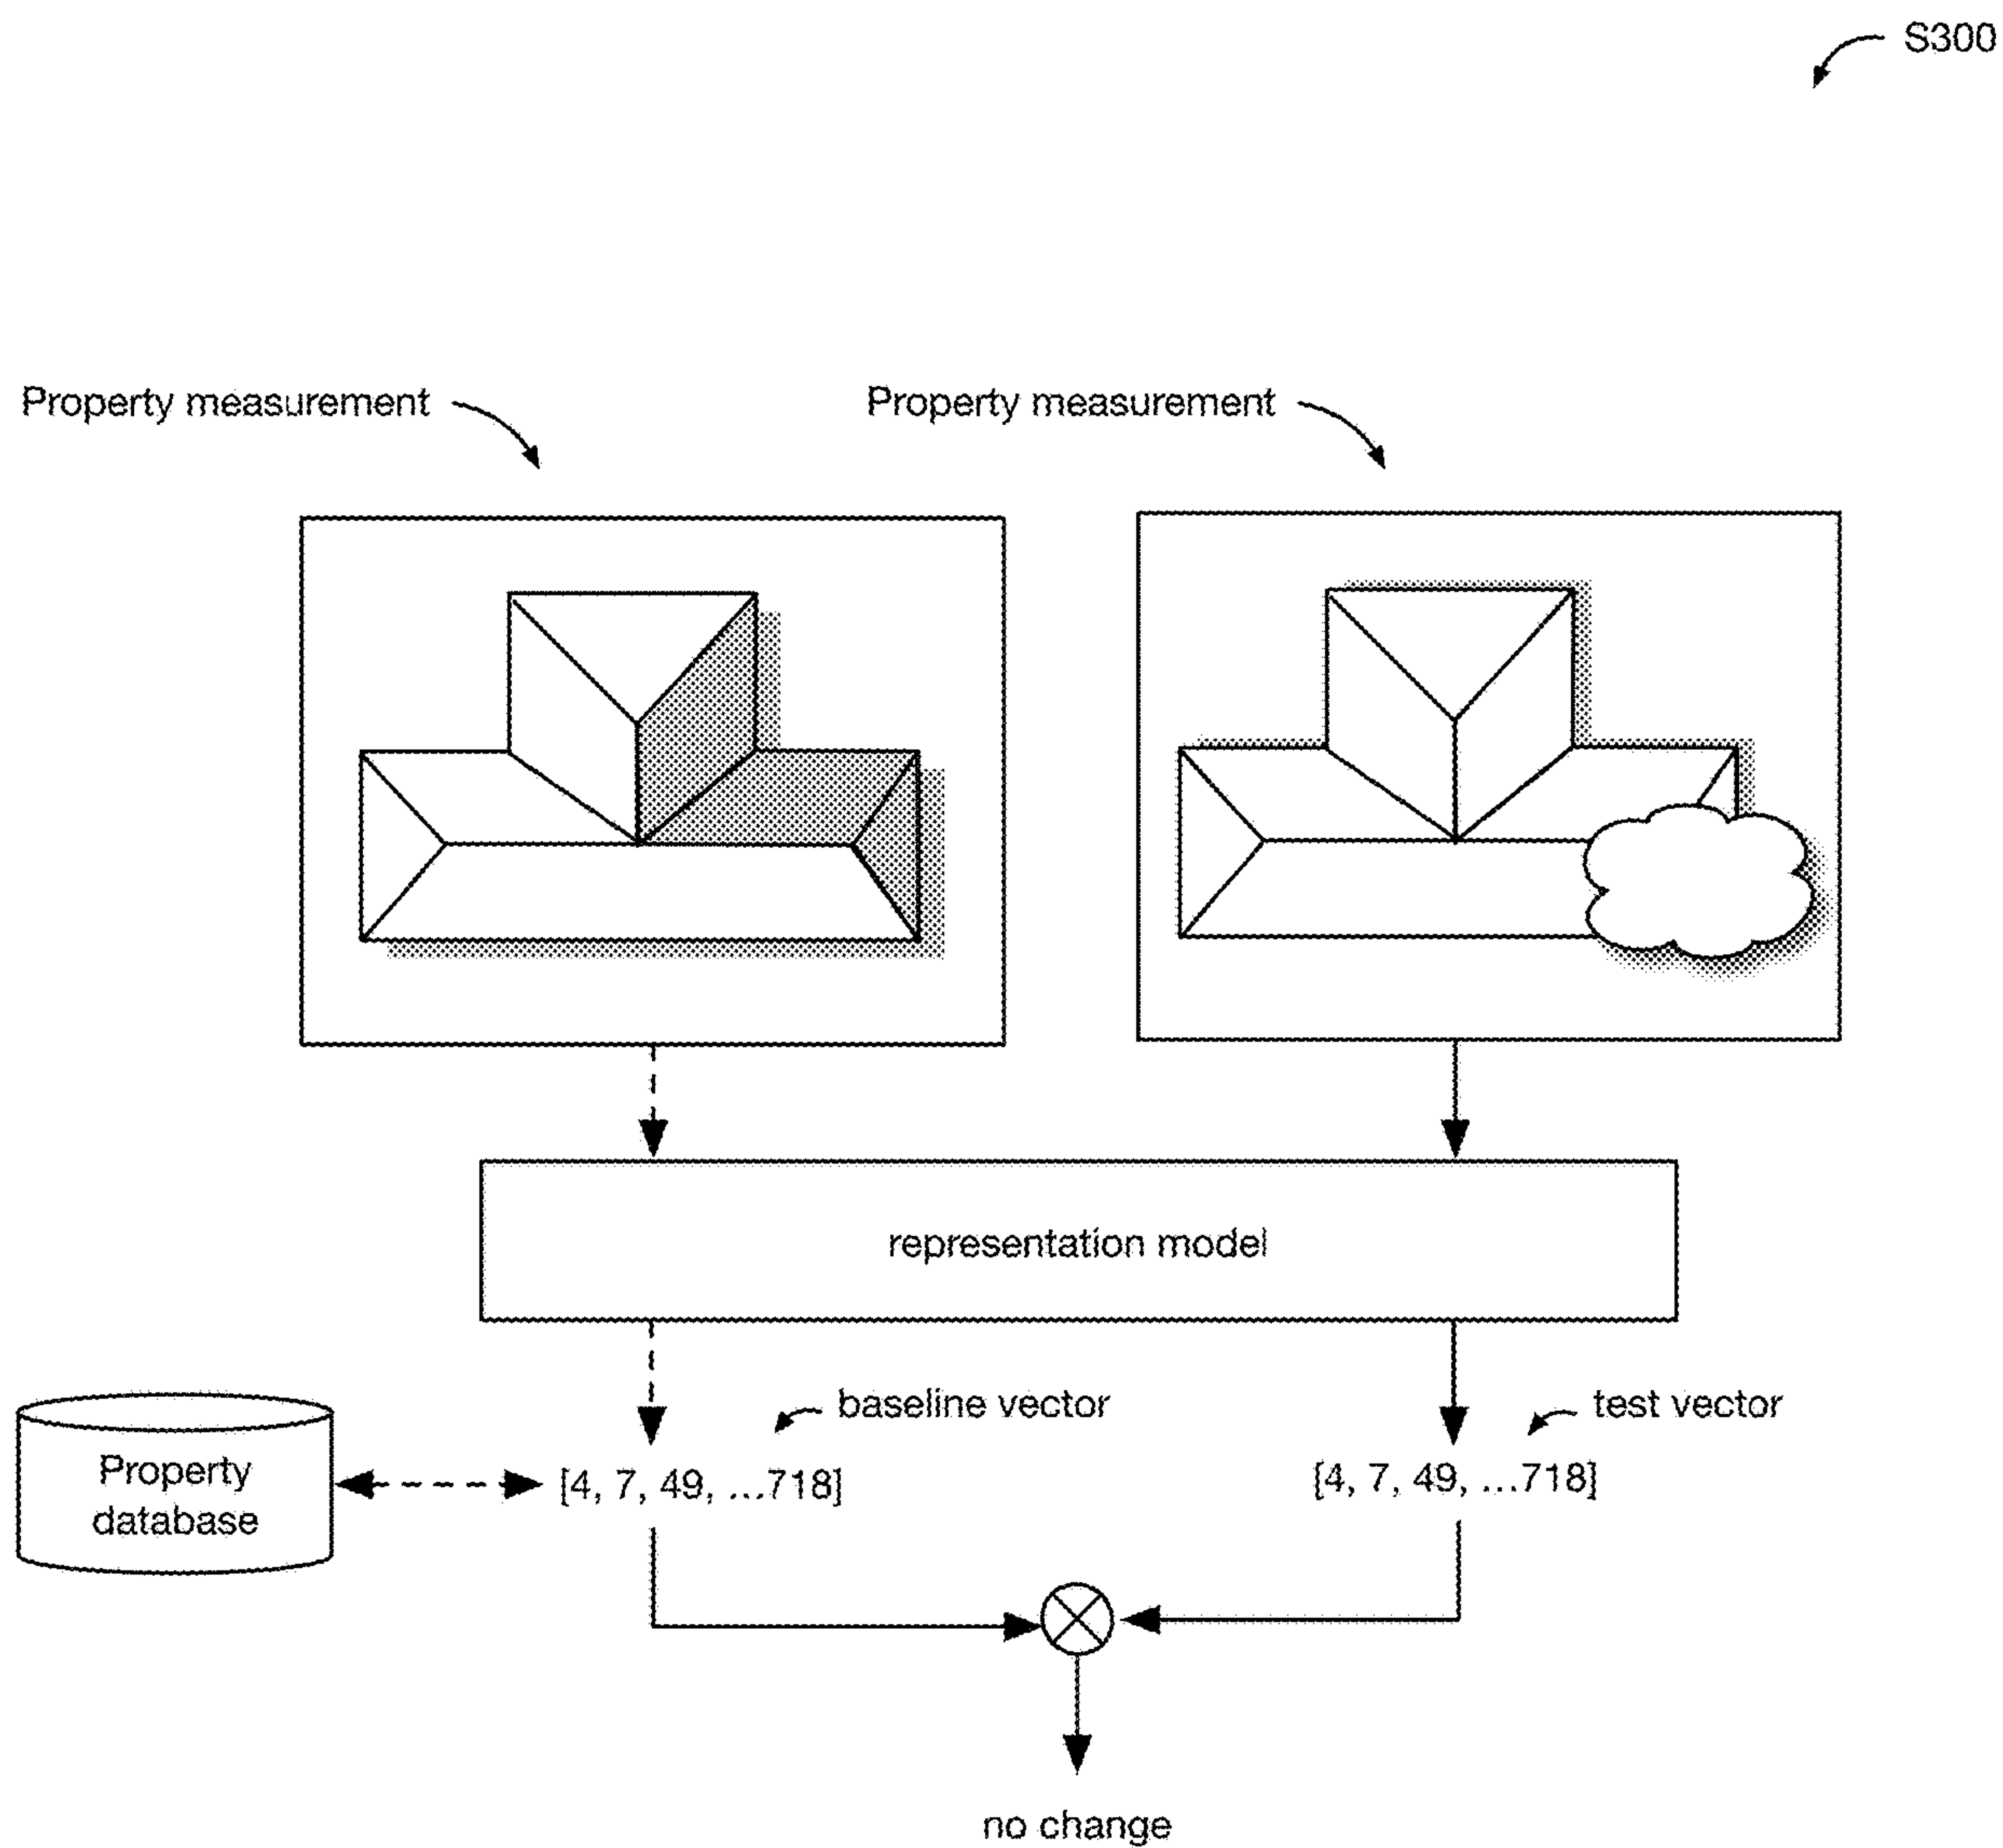 S300
Property measurement
Property measurement
representation model
baseline vector
test vector
Property
database
[4, 7, 49, ...718]
[4, 7, 49, ...718]
no change